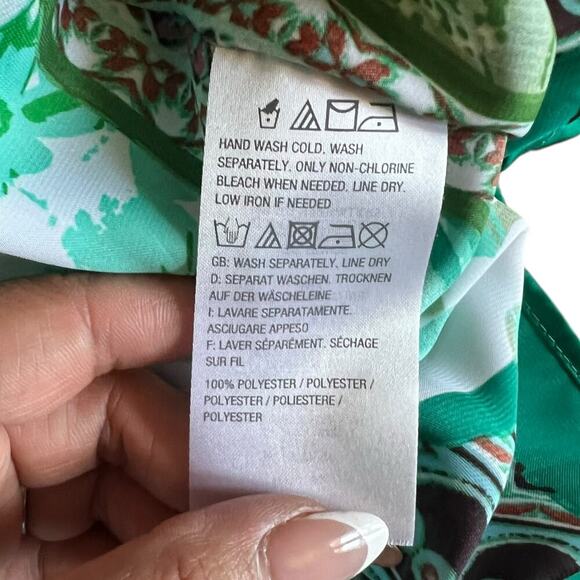 HAND WASH COLD. WASH
SEPARATELY. ONLY NON-CHLORINE
BLEACH WHEN NEEDED. LINE DRY.
LOW IRON IF NEEDED
GB: WASH SEPARATELY, LINE DRY
D: SEPARAT WASCHEN. TROCKNEN
AUF DER WÄSCHELEINE
I: LAVARE SEPARATAMENTE.
ASCIUGARE APPESO
F: LAVER SÉPARÉMENT. SÉCHAGE
SUR FIL
100% POLYESTER / POLYESTER /
POLYESTER / POLIESTERE /
POLYESTER